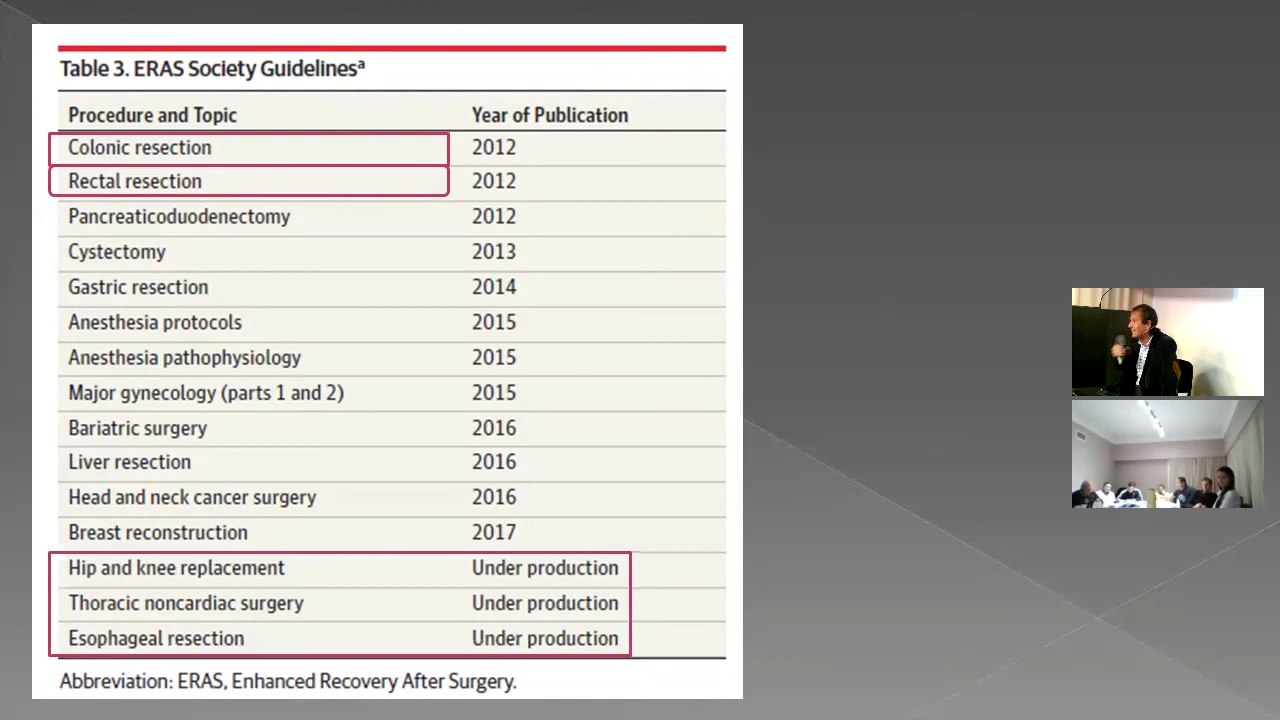 Table 3. ERAS Society Guidelinesᵃ
Procedure and Topic Year of Publication
Colonic resection 2012
Rectal resection 2012
Pancreaticoduodenectomy 2012
Cystectomy 2013
Gastric resection 2014
Anesthesia protocols 2015
Anesthesia pathophysiology 2015
Major gynecology (parts 1 and 2) 2015
Bariatric surgery 2016
Liver resection 2016
Head and neck cancer surgery 2016
Breast reconstruction 2017
Hip and knee replacement Under production
Thoracic noncardiac surgery Under production
Esophageal resection Under production
Abbreviation: ERAS, Enhanced Recovery After Surgery.